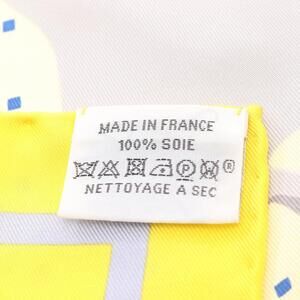 MADE IN FRANCE
100% SOIE
P W ®
NETTOYAGE A SEC